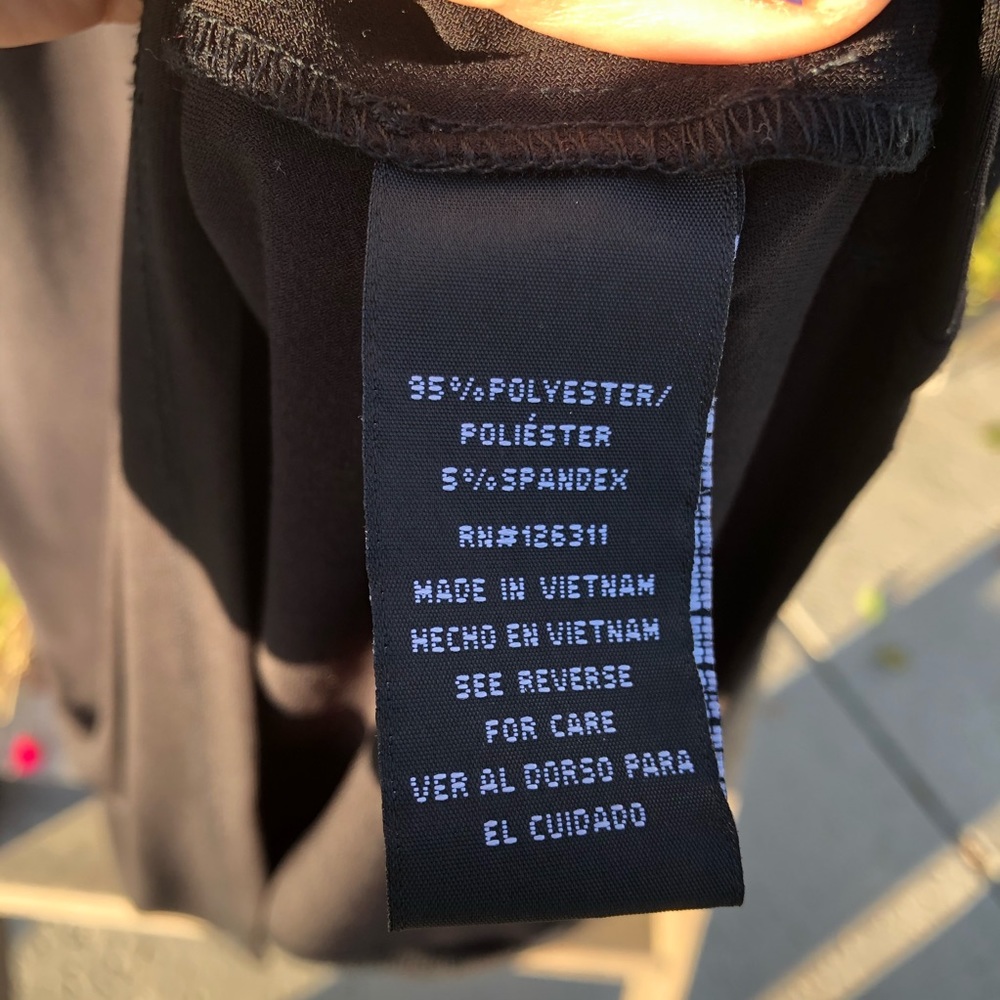 95%POLYESTER/
POLIÉSTER
5%SPANDEX
RN#126311
MADE IN VIETNAM
HECHO EN VIETNAM
SEE REVERSE
FOR CARE
VER AL DORSO PARA
EL CUIDADO